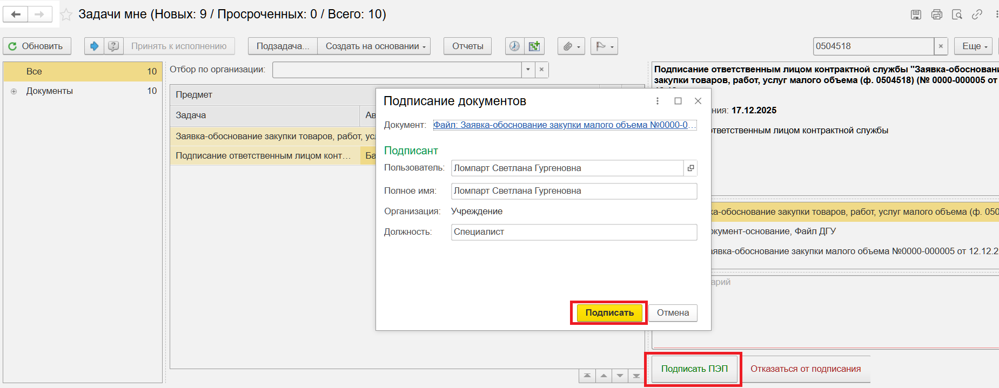 Задачи мне (Новых: 9 / Просроченных: 0 / Всего: 10)
Обновить
Принять к исполнению
Подзадача...
Создать на основании
Отчеты
0504518
Еще
Все 10
Документы 10
Отбор по организации:
Предмет
Задача
Ав
Заявка-обоснование закупки товаров, работ, ус
Подписание ответственным лицом конт...
Ба
Подписание ответственным лицом контрактной службы "Заявка-обосновани
закупки товаров, работ, услуг малого объема (ф. 0504518) (№ 0000-000005 от
ния: 17.12.2025
тветственным лицом контрактной службы
Подписание документов
Документ: Файл: Заявка-обоснование закупки малого объема №0000-0...
Подписант
Пользователь: Ломпарт Светлана Гургеновна
Полное имя: Ломпарт Светлана Гургеновна
Организация: Учреждение
Должность: Специалист
Подписать
Отмена
ка-обоснование закупки товаров, работ, услуг малого объема (ф. 050
окумент-основание, Файл ДГУ
аявка-обоснование закупки малого объема №0000-000005 от 12.12.2
арий
Подписать ПЭП
Отказаться от подписания